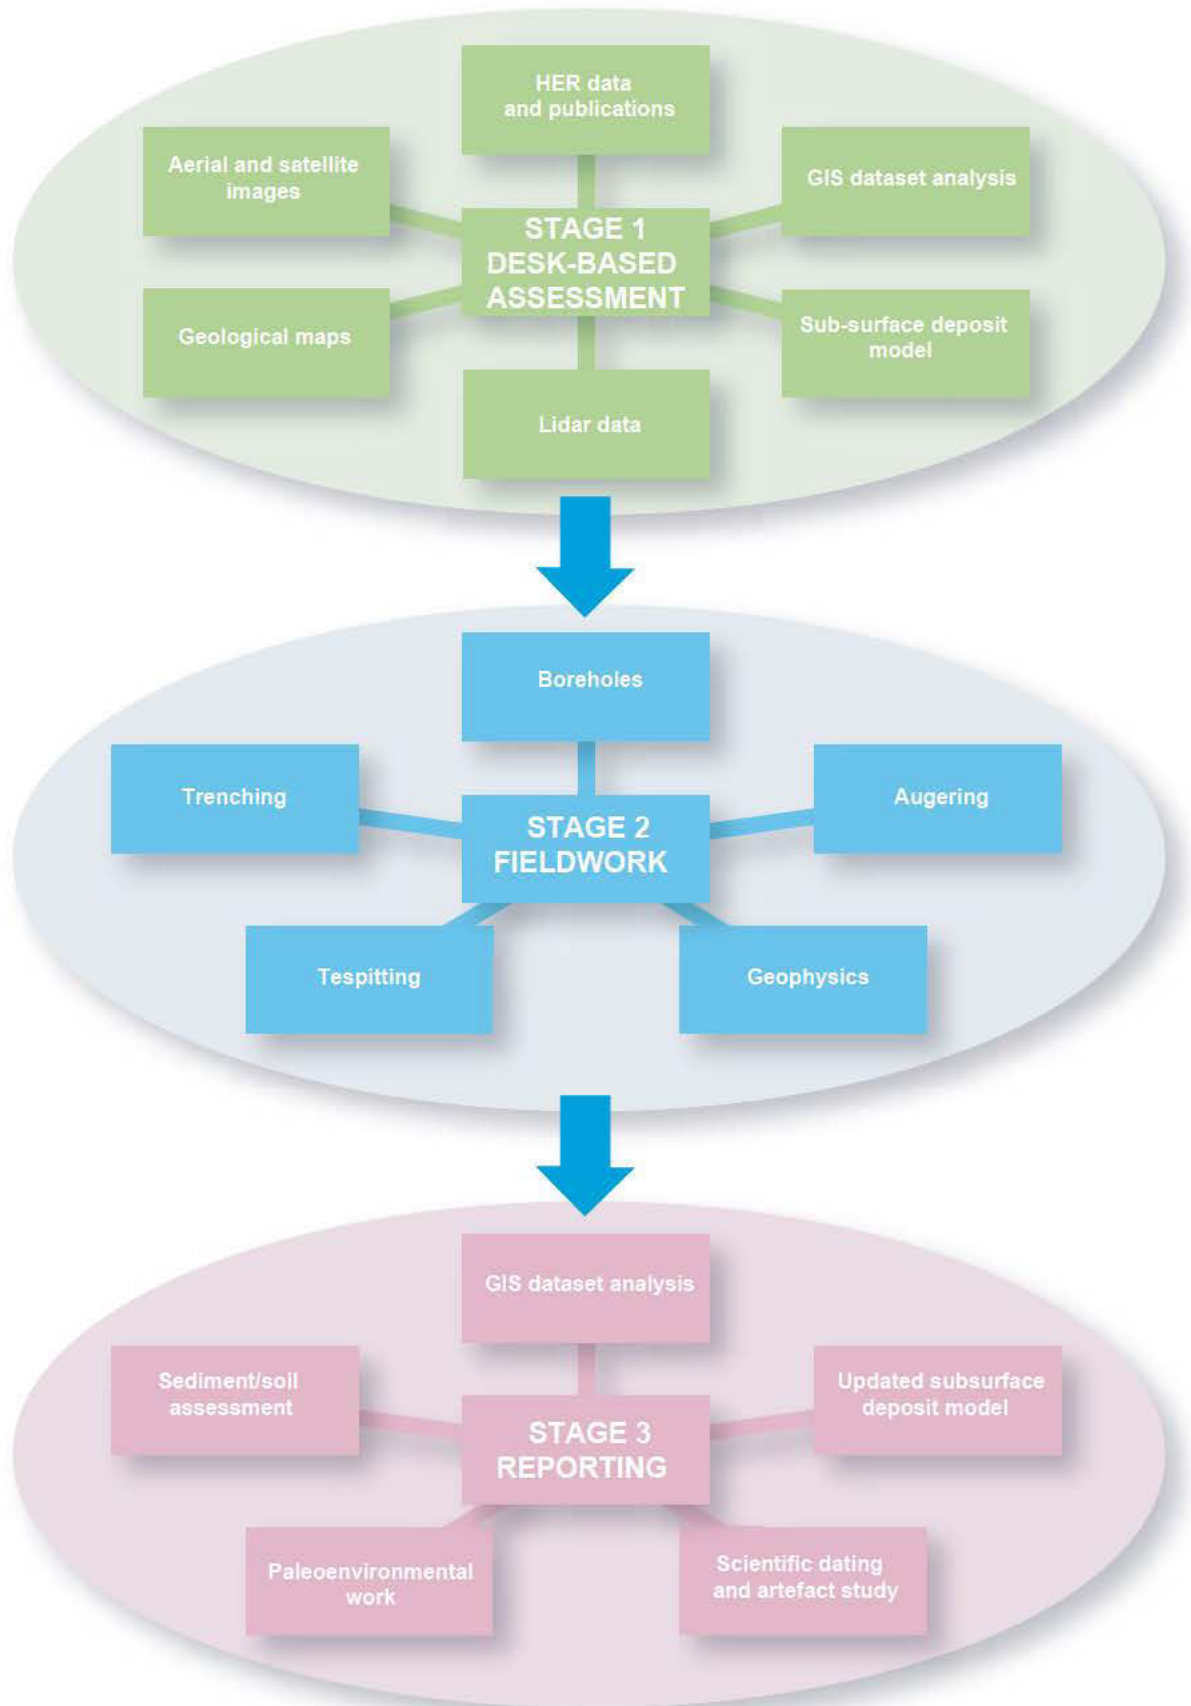 HER data
and publications
Aerial and satellite
images
GIS dataset analysis
STAGE 1
DESK-BASED
ASSESSMENT
Geological maps
Sub-surface deposit
model
Lidar data
Boreholes
Trenching
Augering
STAGE 2
FIELDWORK
Tespitting
Geophysics
GIS dataset analysis
Sediment/soil
assessment
Updated subsurface
deposit model
STAGE 3
REPORTING
Paleoenvironmental
work
Scientific dating
and artefact study